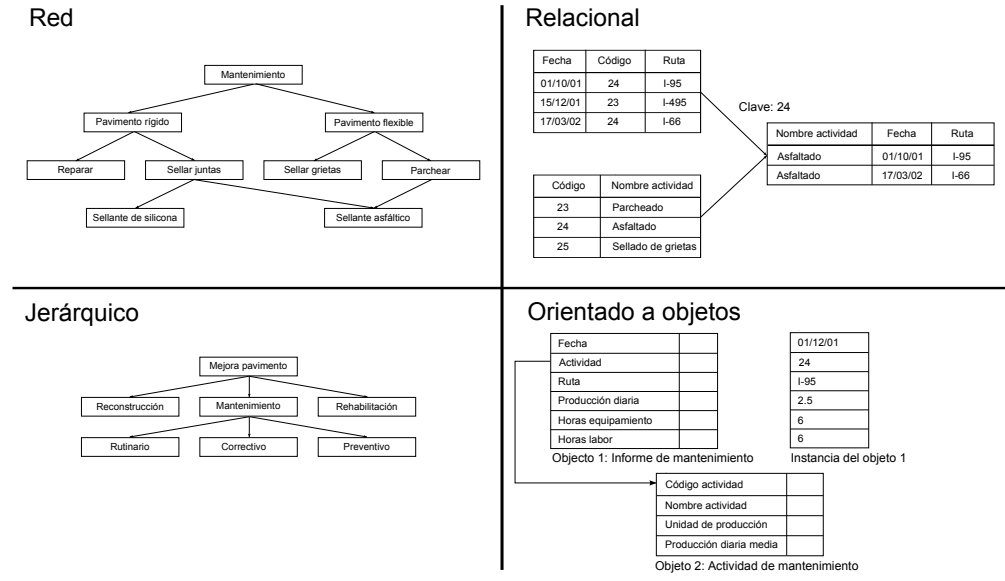 Red
Mantenimiento
Pavimento rígido Pavimento flexible
Reparar Sellar juntas Sellar grietas Parchear
Sellante de silicona Sellante asfáltico
Relacional
Fecha Código Ruta
01/10/01 24 I-95
15/12/01 23 I-495
17/03/02 24 I-66
Clave: 24
Nombre actividad Fecha Ruta
Asfaltado 01/10/01 I-95
Asfaltado 17/03/02 I-66
Código Nombre actividad
23 Parcheado
24 Asfaltado
25 Sellado de grietas
Jerárquico
Mejora pavimento
Reconstrucción Mantenimiento Rehabilitación
Rutinario Correctivo Preventivo
Orientado a objetos
Fecha 01/12/01
Actividad 24
Ruta I-95
Producción diaria 2.5
Horas equipamiento 6
Horas labor 6
Objecto 1: Informe de mantenimiento Instancia del objeto 1
Código actividad
Nombre actividad
Unidad de producción
Producción diaria media
Objeto 2: Actividad de mantenimiento